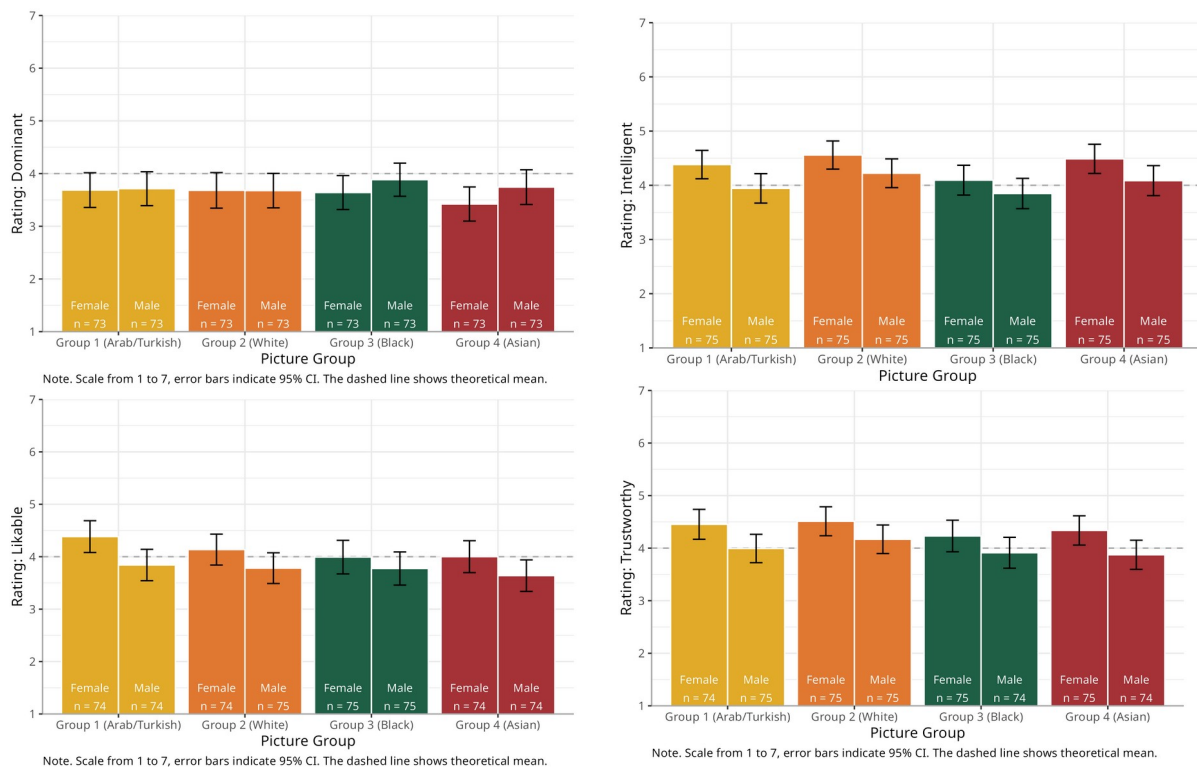 7
6
5
4
3
2
1
Rating: Dominant
Female Male Female Male Female Male Female Male
n = 73 n = 73 n = 73 n = 73 n = 73 n = 73 n = 73 n = 73
Group 1 (Arab/Turkish) Group 2 (White) Group 3 (Black) Group 4 (Asian)
Picture Group
Note. Scale from 1 to 7, error bars indicate 95% CI. The dashed line shows theoretical mean.
7
6
5
4
3
2
1
Rating: Intelligent
Female Male Female Male Female Male Female Male
n = 75 n = 75 n = 75 n = 75 n = 75 n = 75 n = 75 n = 75
Group 1 (Arab/Turkish) Group 2 (White) Group 3 (Black) Group 4 (Asian)
Picture Group
7
6
5
4
3
2
1
Rating: Likable
Female Male Female Male Female Male Female Male
n = 74 n = 75 n = 74 n = 75 n = 75 n = 75 n = 74 n = 74
Group 1 (Arab/Turkish) Group 2 (White) Group 3 (Black) Group 4 (Asian)
Picture Group
Note. Scale from 1 to 7, error bars indicate 95% CI. The dashed line shows theoretical mean.
7
6
5
4
3
2
1
Rating: Trustworthy
Female Male Female Male Female Male Female Male
n = 74 n = 75 n = 75 n = 75 n = 75 n = 74 n = 75 n = 75
Group 1 (Arab/Turkish) Group 2 (White) Group 3 (Black) Group 4 (Asian)
Picture Group
Note. Scale from 1 to 7, error bars indicate 95% CI. The dashed line shows theoretical mean.